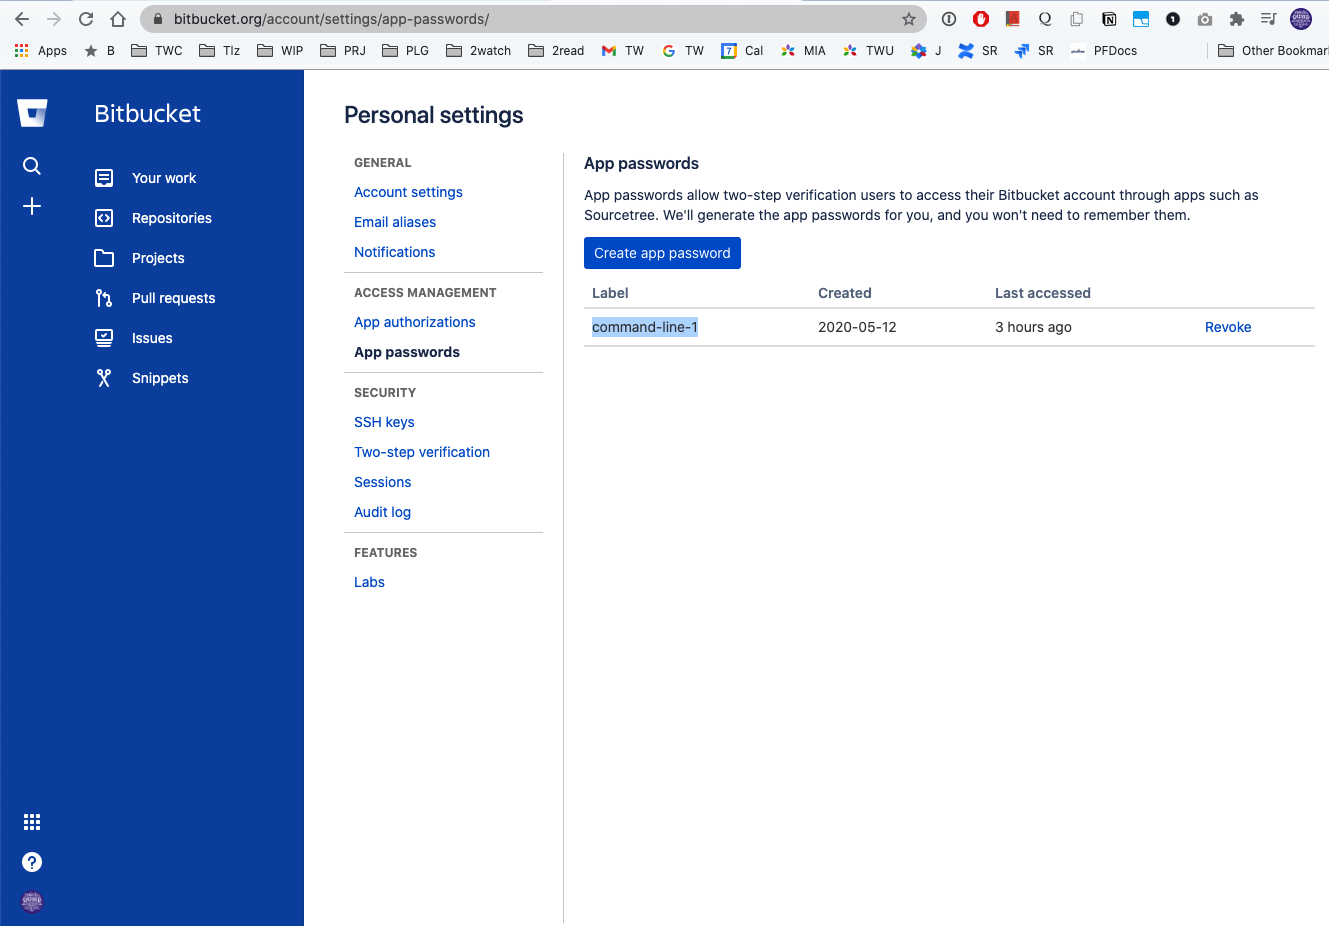 bitbucket.org/account/settings/app-passwords/
Apps B TWC TIz WIP PRJ PLG 2watch 2read TW TW 7 Cal MIA TWU J SR SR PFDocs Other Bookmar
Bitbucket
Your work
Repositories
Projects
Pull requests
Issues
Snippets
Personal settings
GENERAL
Account settings
Email aliases
Notifications
ACCESS MANAGEMENT
App authorizations
App passwords
SECURITY
SSH keys
Two-step verification
Sessions
Audit log
FEATURES
Labs
App passwords
App passwords allow two-step verification users to access their Bitbucket account through apps such as
Sourcetree. We'll generate the app passwords for you, and you won't need to remember them.
Create app password
Label Created Last accessed
command-line-1 2020-05-12 3 hours ago Revoke